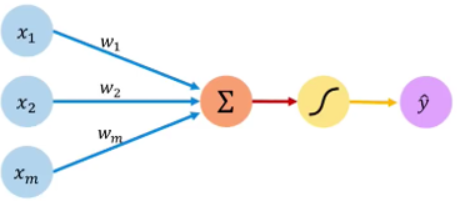 x₁
w₁
x₂
w₂
xₘ
wₘ
Σ
∫
ŷ